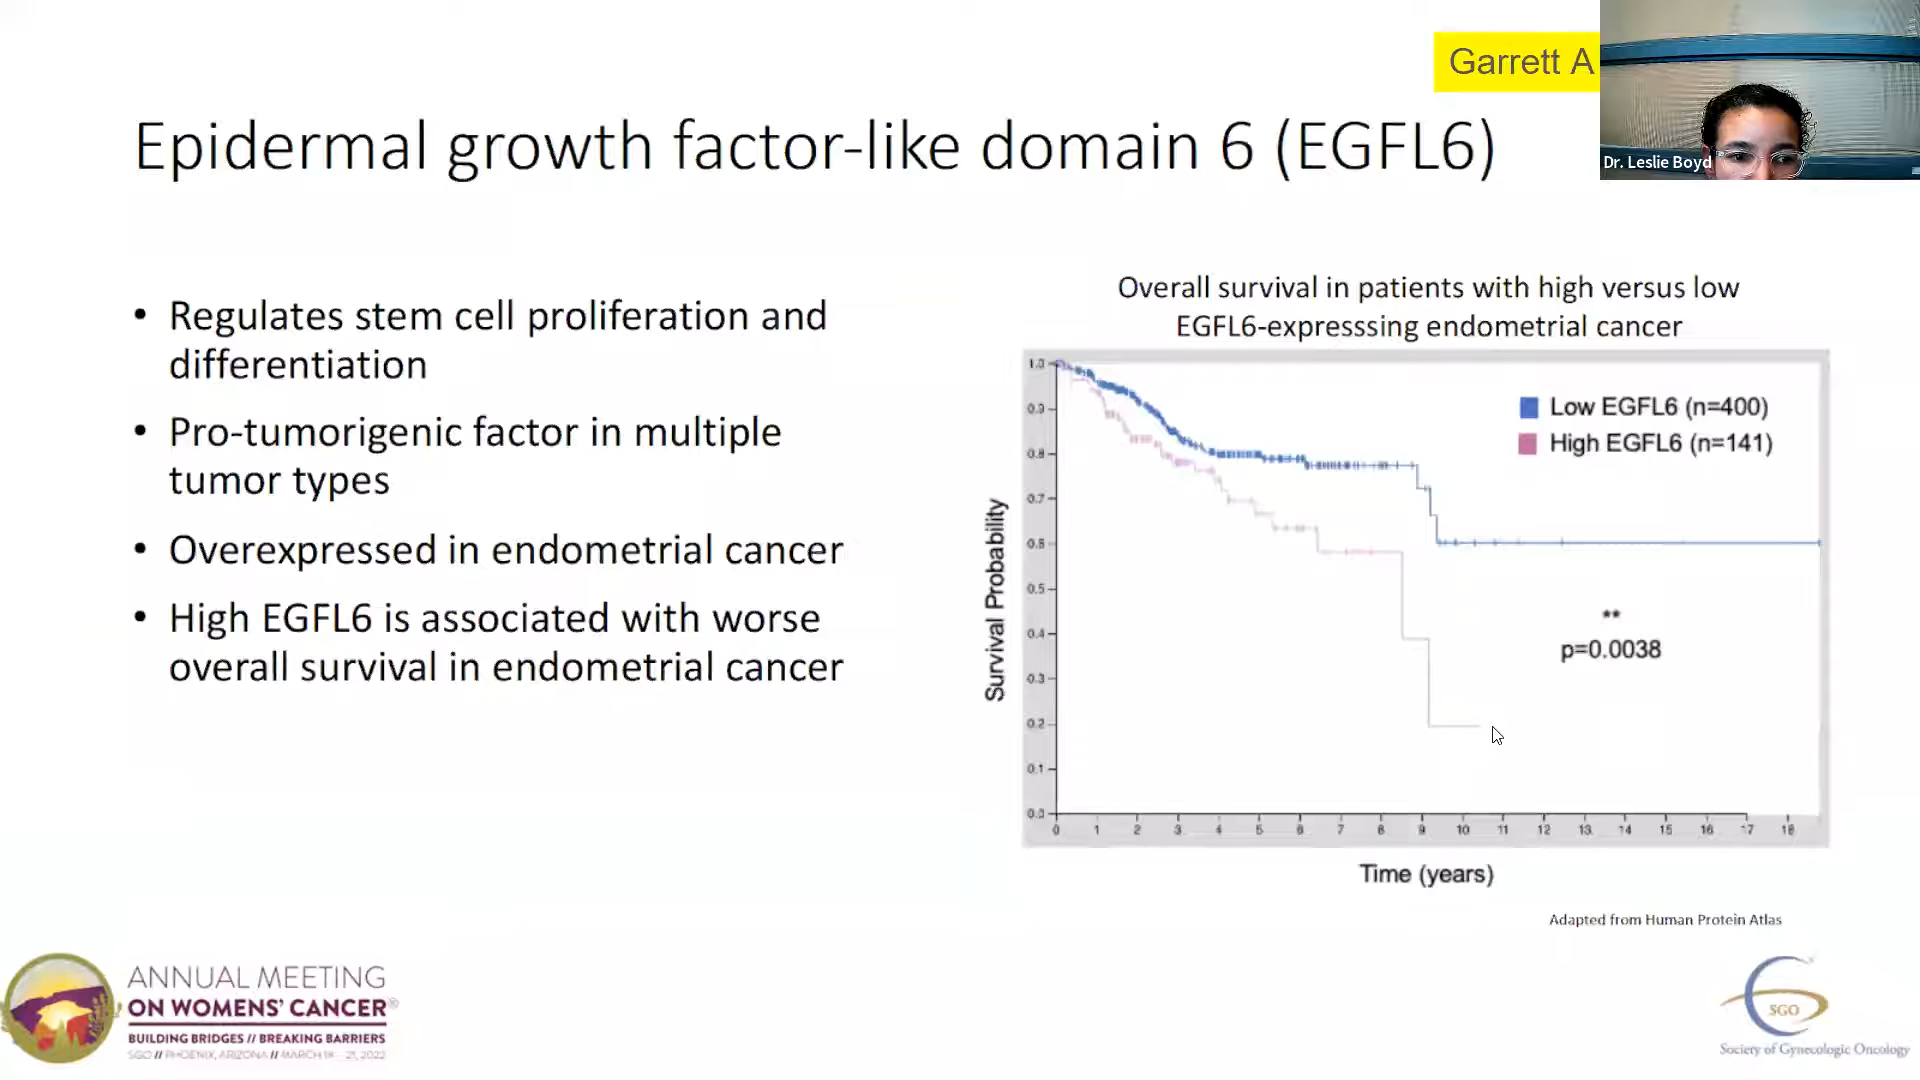 Garrett A
Dr. Leslie Boyd
Epidermal growth factor-like domain 6 (EGFL6)
• Regulates stem cell proliferation and
differentiation
• Pro-tumorigenic factor in multiple
tumor types
• Overexpressed in endometrial cancer
• High EGFL6 is associated with worse
overall survival in endometrial cancer
Overall survival in patients with high versus low
EGFL6-expresssing endometrial cancer
Low EGFL6 (n=400)
High EGFL6 (n=141)
**
p=0.0038
Survival Probability
1.0
0.9
0.8
0.7
0.6
0.5
0.4
0.3
0.2
0.1
0.0
0 1 2 3 4 5 6 7 8 9 10 11 12 13 14 15 16 17 18
Time (years)
Adapted from Human Protein Atlas
ANNUAL MEETING
ON WOMENS' CANCER®
BUILDING BRIDGES // BREAKING BARRIERS
SGO // PHOENIX, ARIZONA // MARCH 18 - 21, 2022
SGO
Society of Gynecologic Oncology